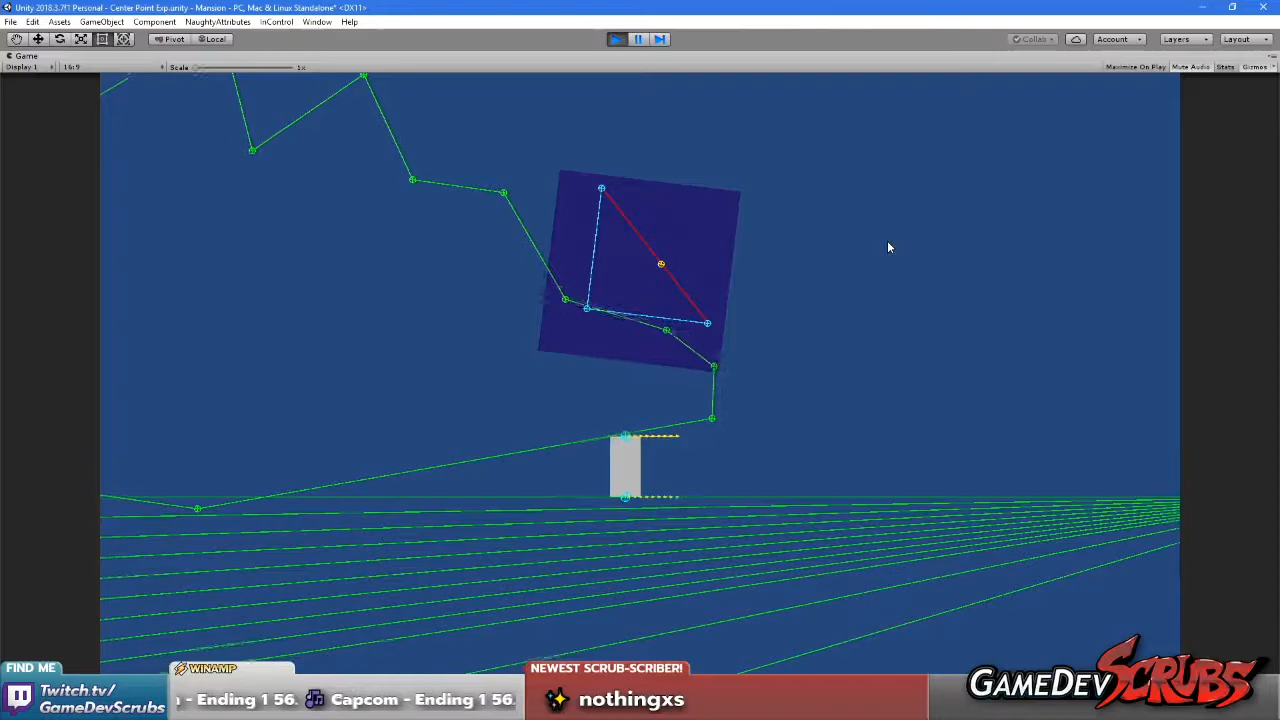 Unity 2018.3.7f1 Personal - Center Point Exp.unity - Mansion - PC, Mac & Linux Standalone* <DX11>
File Edit Assets GameObject Component NaughtyAttributes InControl Window Help
Pivot Local Collab Account Layers Layout
Game
Display 1 16:9 Scale 1x Maximize On Play Mute Audio Stats Gizmos
FIND ME WINAMP NEWEST SCRUB-SCRIBER!
Twitch.tv/
GameDevScrubs
- Ending 1 56. Capcom - Ending 1 56.
nothingxs
GAMEDEV SCRUBS